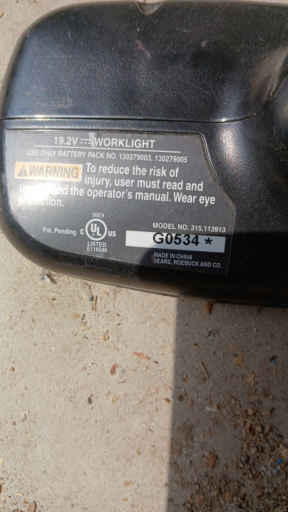 19.2V ⎓ WORKLIGHT
USE ONLY BATTERY PACK NO. 130279003, 130279005
WARNING To reduce the risk of
injury, user must read and
the operator's manual. Wear eye
Pat. Pending
C UL US
LISTED
MODEL NO. 315.113913
G0534 *
MADE IN CHINA
SEARS, ROEBUCK AND CO.